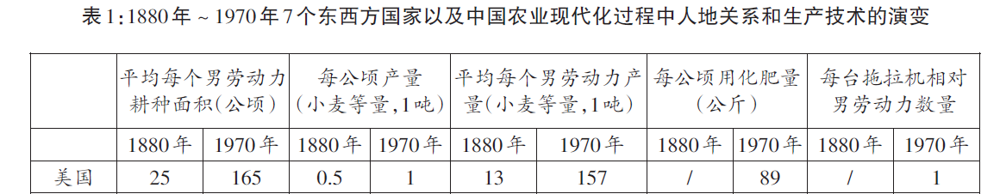 表1:1880年~1970年7个东西方国家以及中国农业现代化过程中人地关系和生产技术的演变
平均每个男劳动力 每公顷产量 平均每个男劳动力产 每公顷用化肥量 每台拖拉机相对
耕种面积(公顷) (小麦等量,1吨) 量(小麦等量,1吨) (公斤) 男劳动力数量
1880年 1970年 1880年 1970年 1880年 1970年 1880年 1970年 1880年 1970年
美国 25 165 0.5 1 13 157 / 89 / 1